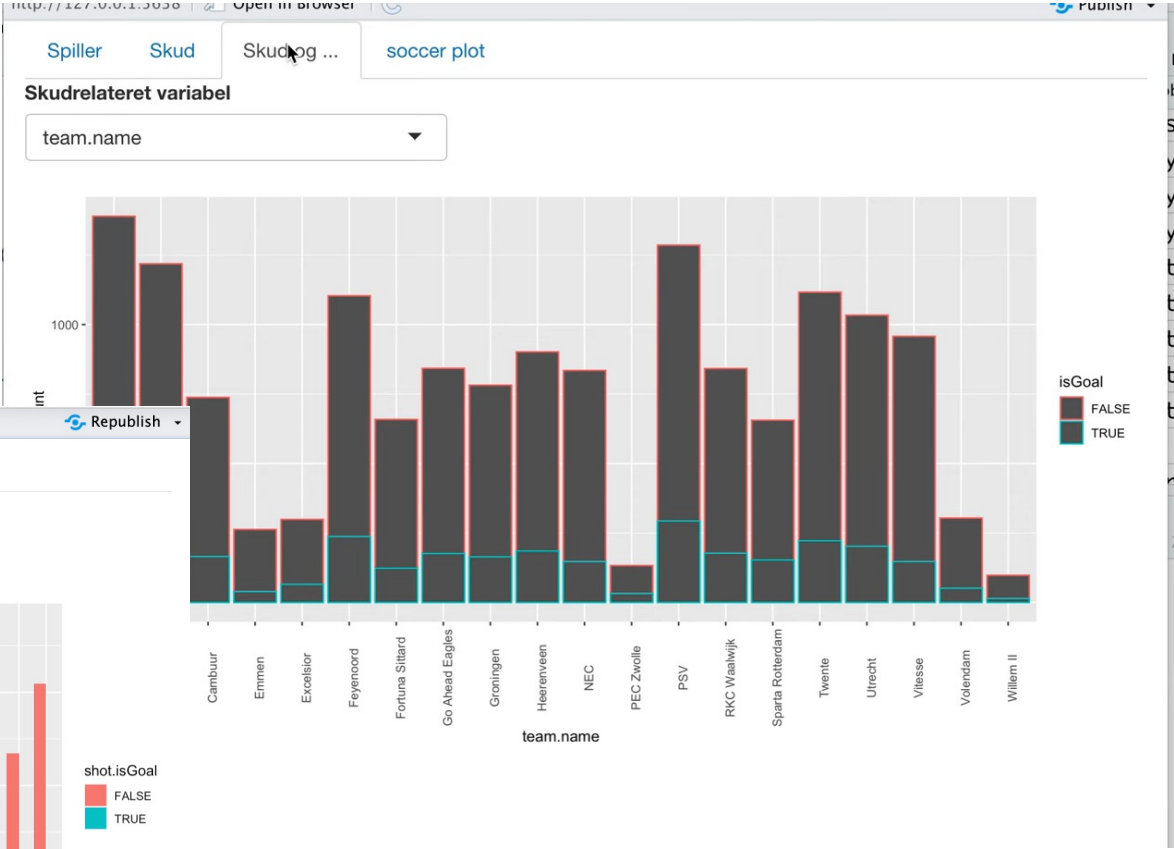 http://127.0.0.1:3638
Open in Browser
Publish
Spiller
Skud
Skud og ...
soccer plot
Skudrelateret variabel
team.name
1000
isGoal
FALSE
TRUE
Republish
Cambuur
Emmen
Excelsior
Feyenoord
Fortuna Sittard
Go Ahead Eagles
Groningen
Heerenveen
NEC
PEC Zwolle
PSV
RKC Waalwijk
Sparta Rotterdam
Twente
Utrecht
Vitesse
Volendam
Willem II
team.name
shot.isGoal
FALSE
TRUE